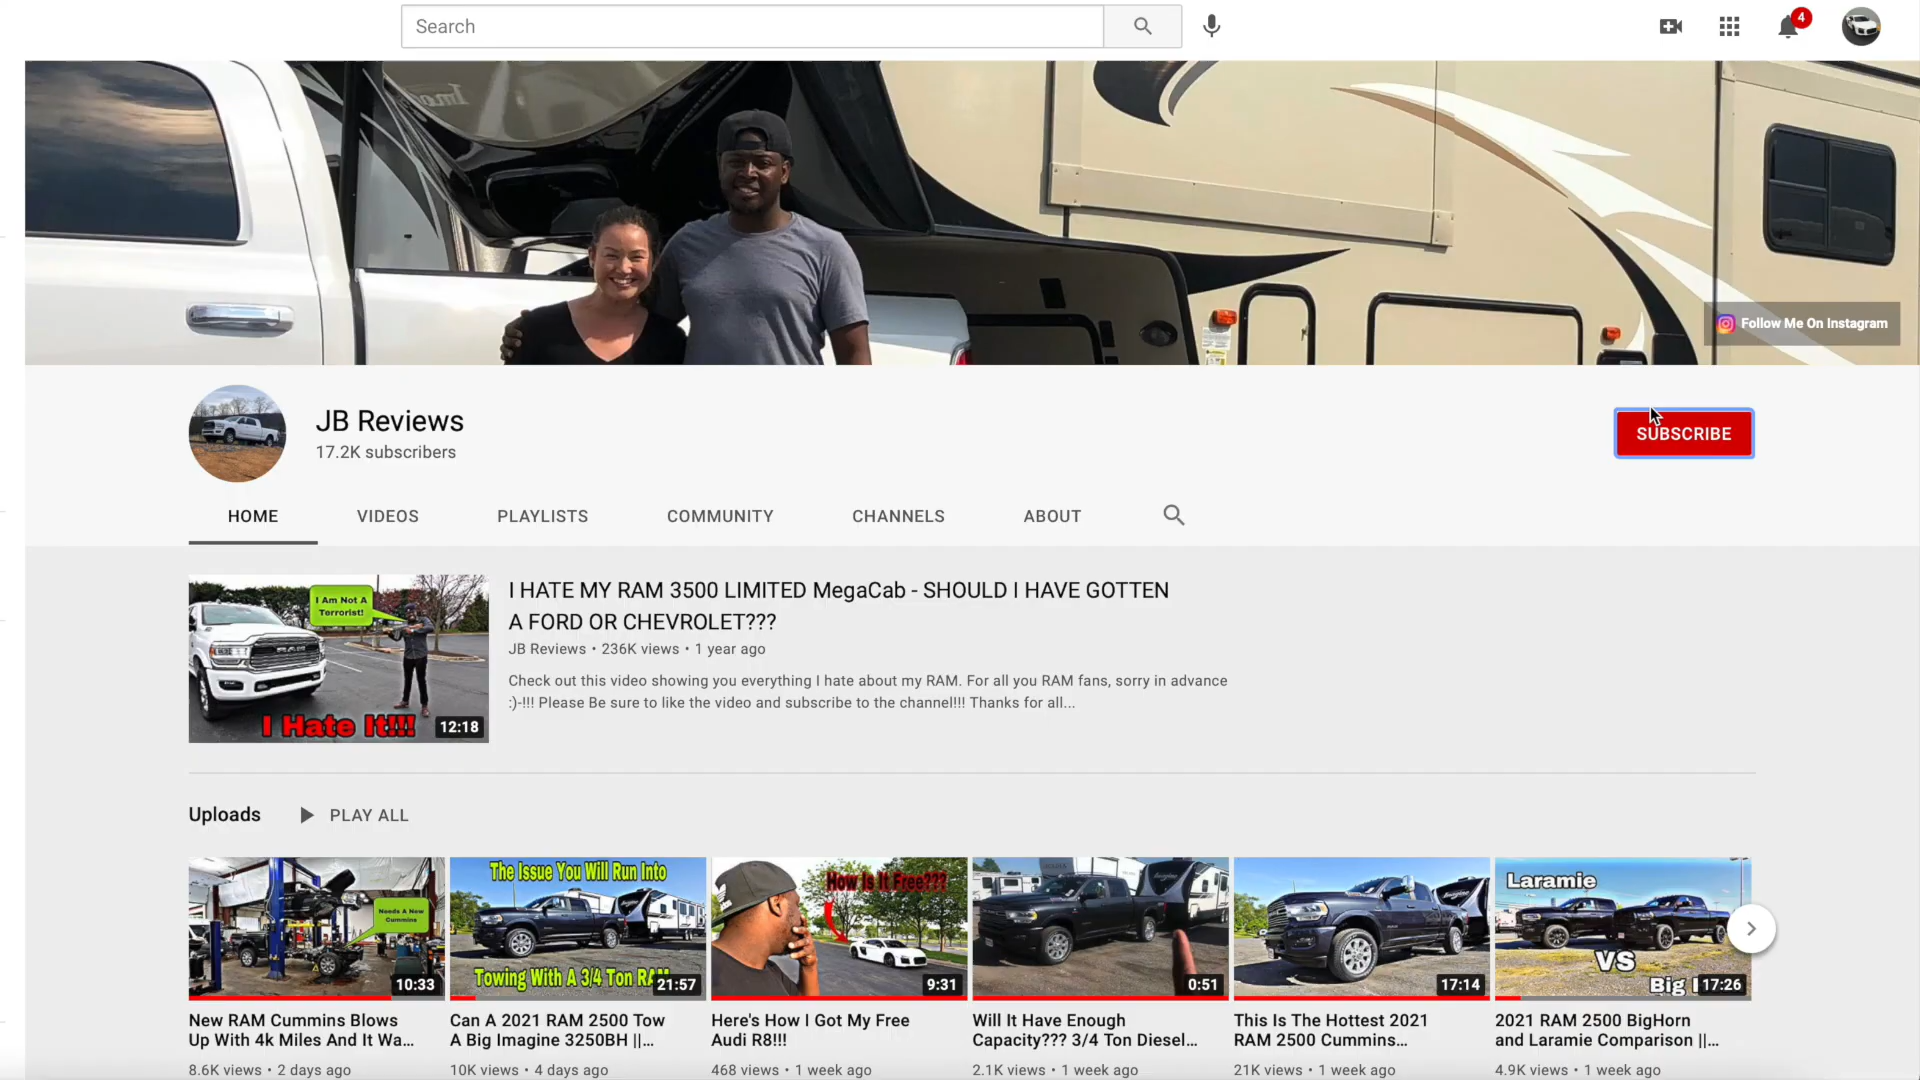 Search
4
Follow Me On Instagram
JB Reviews
17.2K subscribers
SUBSCRIBE
HOME
VIDEOS
PLAYLISTS
COMMUNITY
CHANNELS
ABOUT
I Am Not A
Terrorist!
RAM
I Hate It!!!
12:18
I HATE MY RAM 3500 LIMITED MegaCab - SHOULD I HAVE GOTTEN
A FORD OR CHEVROLET???
JB Reviews • 236K views • 1 year ago
Check out this video showing you everything I hate about my RAM. For all you RAM fans, sorry in advance
:)-!!! Please Be sure to like the video and subscribe to the channel!!! Thanks for all...
Uploads
PLAY ALL
Needs A New
Cummins
10:33
New RAM Cummins Blows
Up With 4k Miles And It Wa...
8.6K views • 2 days ago
The Issue You Will Run Into
Towing With A 3/4 Ton RAM
21:57
Can A 2021 RAM 2500 Tow
A Big Imagine 3250BH ||...
10K views • 4 days ago
How Is It Free???
9:31
Here's How I Got My Free
Audi R8!!!
468 views • 1 week ago
0:51
Will It Have Enough
Capacity??? 3/4 Ton Diesel...
2.1K views • 1 week ago
17:14
This Is The Hottest 2021
RAM 2500 Cummins...
21K views • 1 week ago
Laramie
VS
Big
17:26
2021 RAM 2500 BigHorn
and Laramie Comparison ||...
4.9K views • 1 week ago